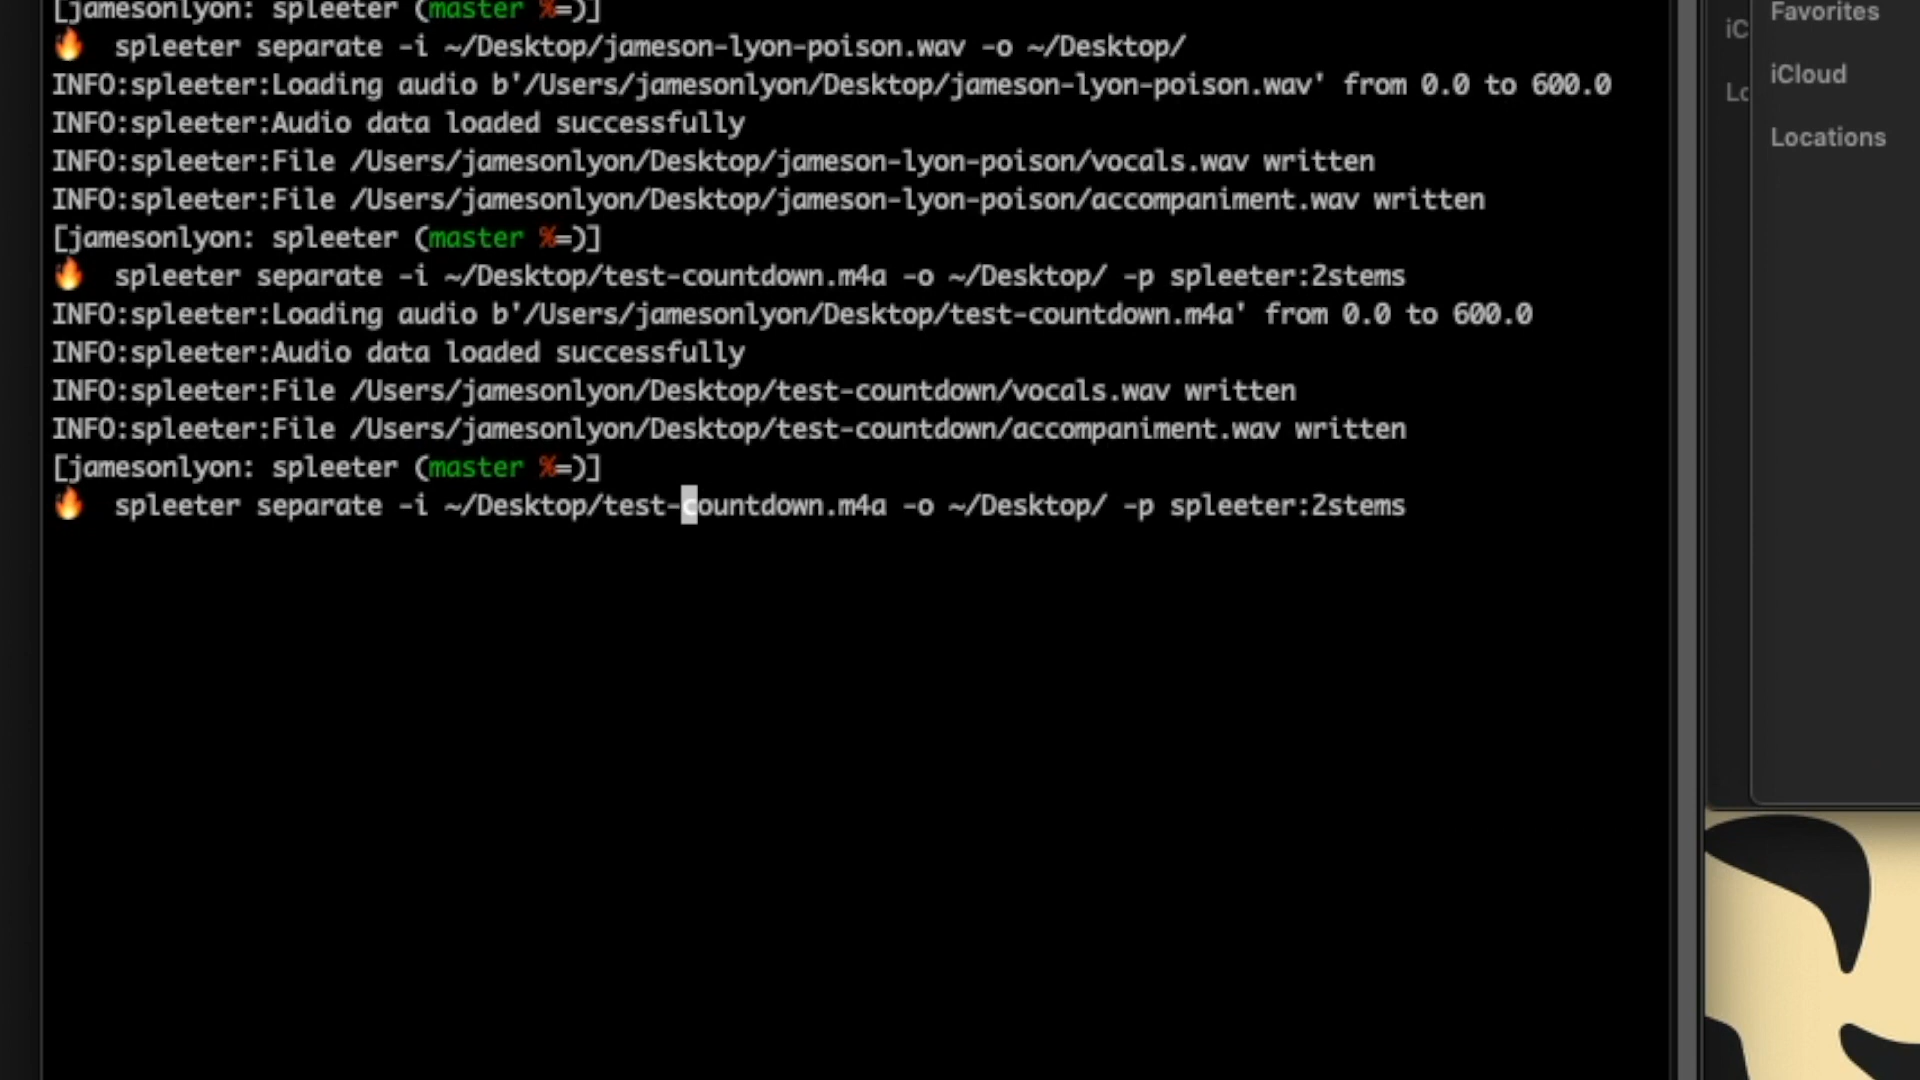 [jamesonlyon: spleeter (master %=)]
🔥 spleeter separate -i ~/Desktop/jameson-lyon-poison.wav -o ~/Desktop/
INFO:spleeter:Loading audio b'/Users/jamesonlyon/Desktop/jameson-lyon-poison.wav' from 0.0 to 600.0
INFO:spleeter:Audio data loaded successfully
INFO:spleeter:File /Users/jamesonlyon/Desktop/jameson-lyon-poison/vocals.wav written
INFO:spleeter:File /Users/jamesonlyon/Desktop/jameson-lyon-poison/accompaniment.wav written
[jamesonlyon: spleeter (master %=)]
🔥 spleeter separate -i ~/Desktop/test-countdown.m4a -o ~/Desktop/ -p spleeter:2stems
INFO:spleeter:Loading audio b'/Users/jamesonlyon/Desktop/test-countdown.m4a' from 0.0 to 600.0
INFO:spleeter:Audio data loaded successfully
INFO:spleeter:File /Users/jamesonlyon/Desktop/test-countdown/vocals.wav written
INFO:spleeter:File /Users/jamesonlyon/Desktop/test-countdown/accompaniment.wav written
[jamesonlyon: spleeter (master %=)]
🔥 spleeter separate -i ~/Desktop/test-countdown.m4a -o ~/Desktop/ -p spleeter:2stems
iC
Lo
Favorites
iCloud
Locations